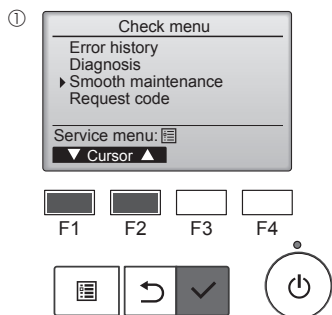 ①
Check menu
Error history
Diagnosis
Smooth maintenance
Request code
Service menu:
▼ Cursor ▲
F1 F2 F3 F4